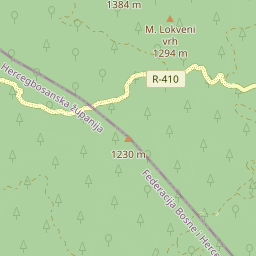 1384 m
M. Lokveni
vrh
1294 m
R-410
Hercegbosanska županija
1230 m
Federacija Bosne i Herce